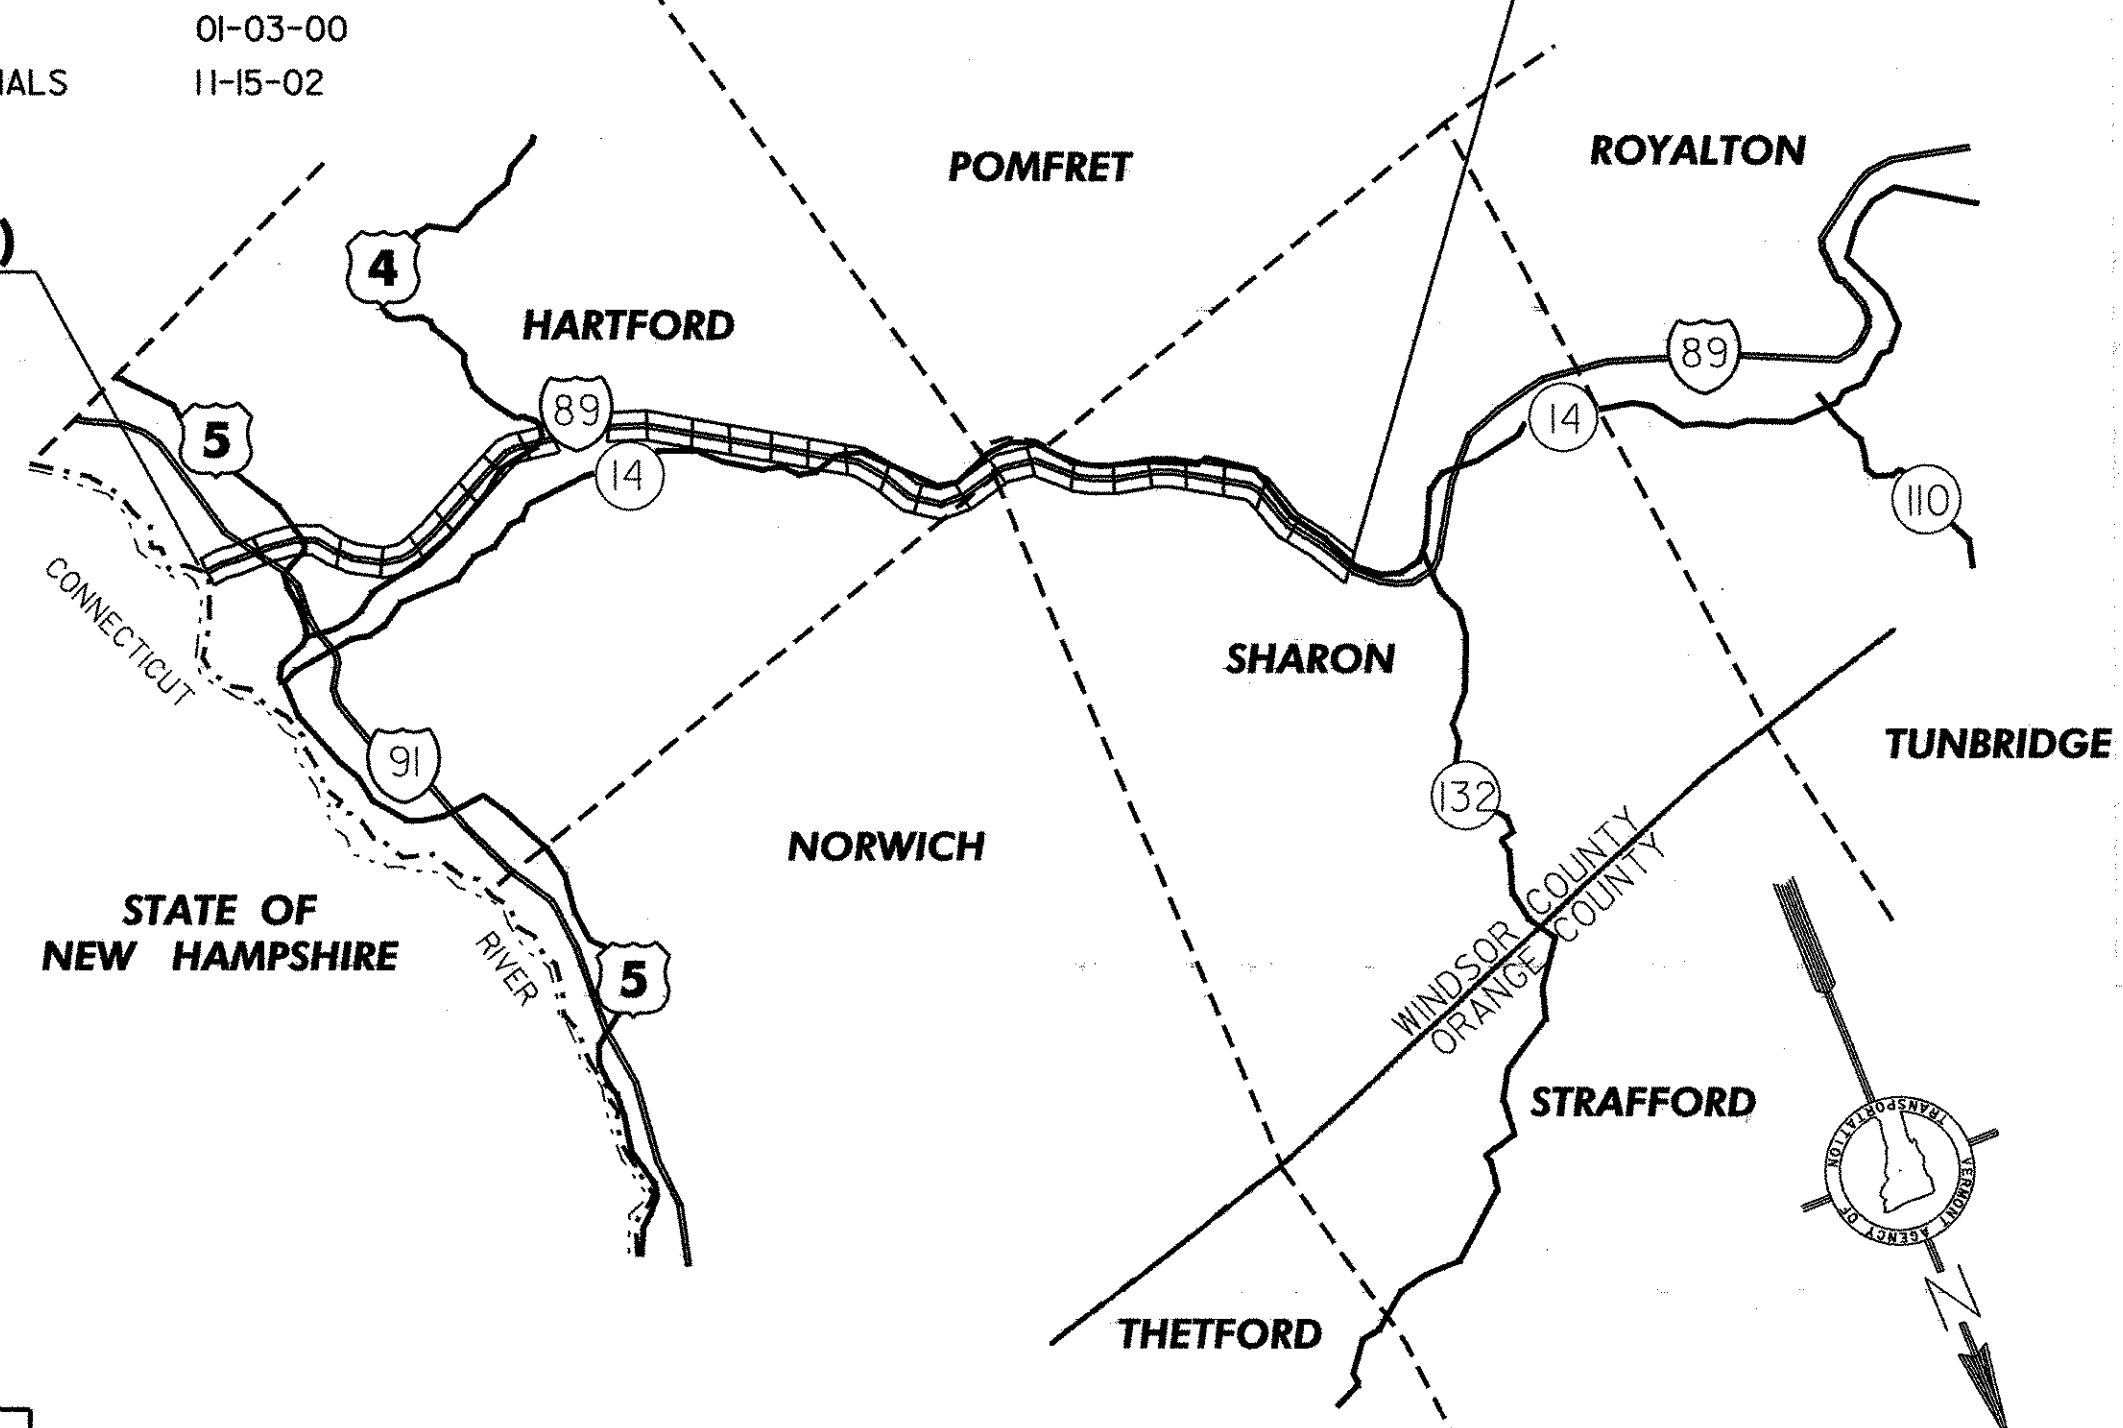 01-03-00
IALS 11-15-02
)
POMFRET
ROYALTON
4
HARTFORD
89
89
5
14
14
110
CONNECTICUT
SHARON
91
TUNBRIDGE
132
NORWICH
WINDSOR COUNTY
ORANGE COUNTY
STATE OF
NEW HAMPSHIRE
RIVER
5
STRAFFORD
VERMONT AGENCY OF TRANSPORTATION
N
THETFORD